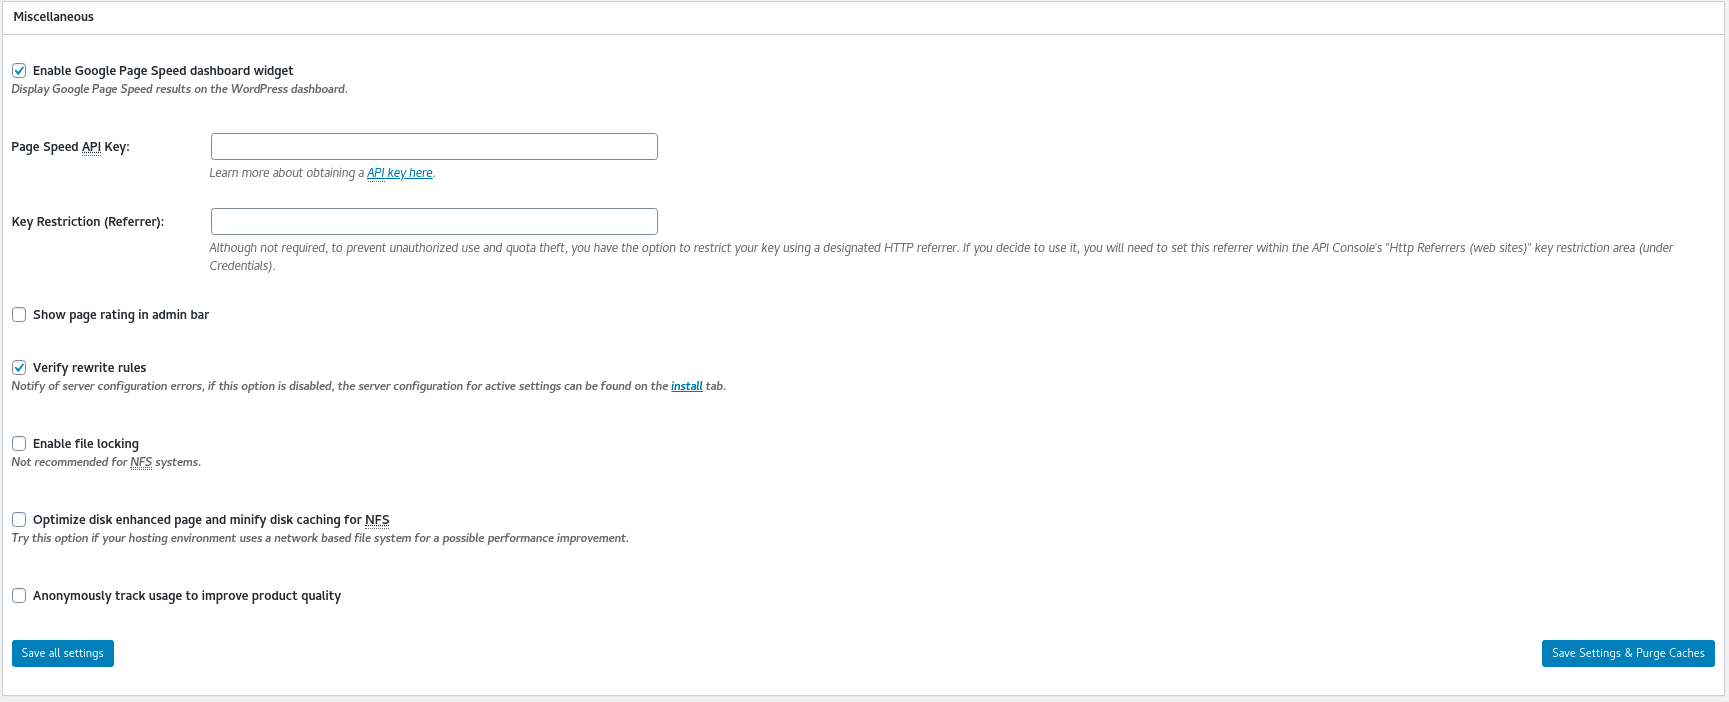 Miscellaneous
Enable Google Page Speed dashboard widget
Display Google Page Speed results on the WordPress dashboard.
Page Speed API Key:
Learn more about obtaining a API key here.
Key Restriction (Referrer):
Although not required, to prevent unauthorized use and quota theft, you have the option to restrict your key using a designated HTTP referrer. If you decide to use it, you will need to set this referrer within the API Console's "Http Referrers (web sites)" key restriction area (under
Credentials).
Show page rating in admin bar
Verify rewrite rules
Notify of server configuration errors, if this option is disabled, the server configuration for active settings can be found on the install tab.
Enable file locking
Not recommended for NFS systems.
Optimize disk enhanced page and minify disk caching for NFS
Try this option if your hosting environment uses a network based file system for a possible performance improvement.
Anonymously track usage to improve product quality
Save all settings
Save Settings & Purge Caches